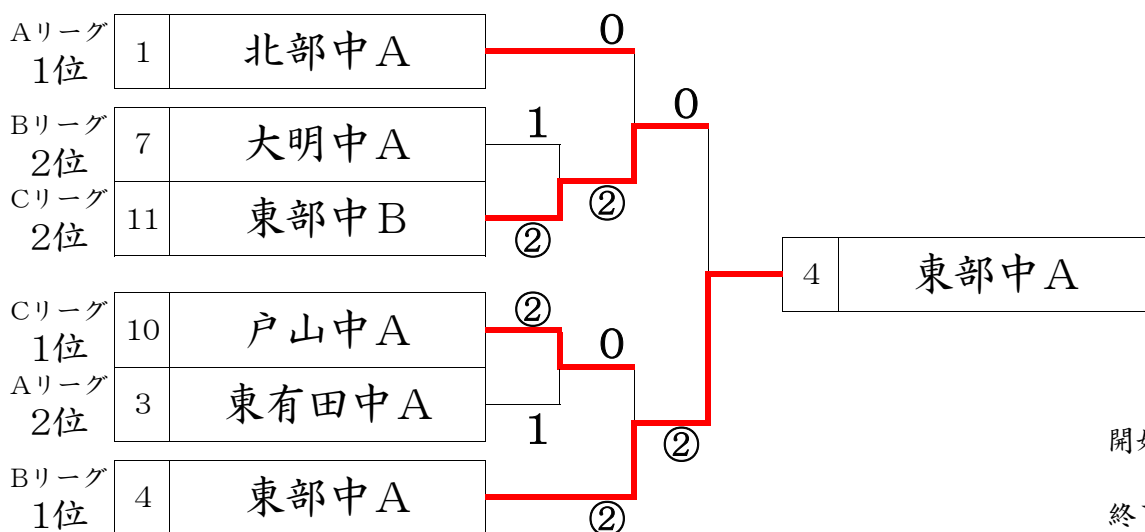 Aリーグ
1位
1
北部中A
0
Bリーグ
2位
7
大明中A
1
0
Cリーグ
2位
11
東部中B
②
②
4
東部中A
Cリーグ
1位
10
戸山中A
②
0
Aリーグ
2位
3
東有田中A
1
②
Bリーグ
1位
4
東部中A
②
開
終